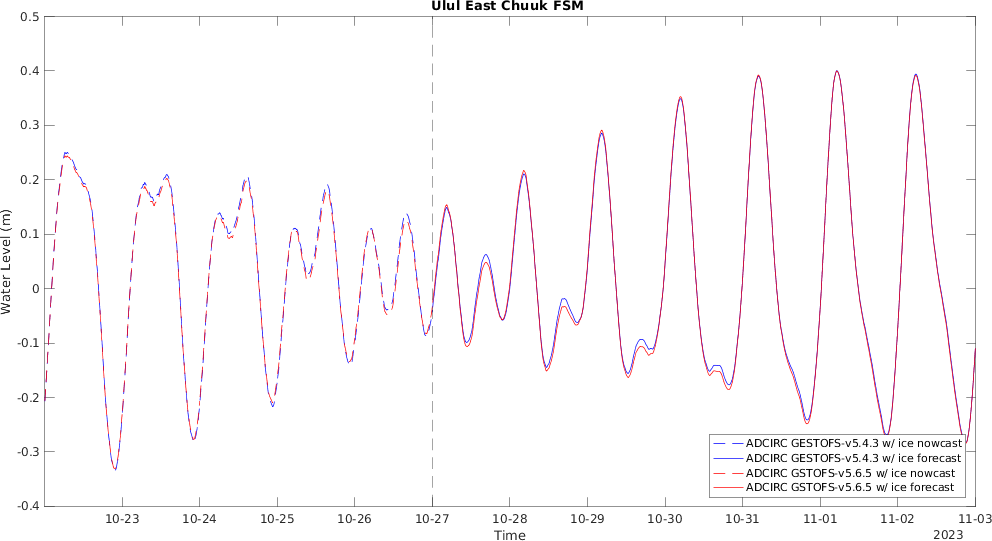 Ulul East Chuuk FSM
0.5
0.4
0.3
0.2
0.1
0
-0.1
-0.2
-0.3
-0.4
Water Level (m)
10-23 10-24 10-25 10-26 10-27 10-28 10-29 10-30 10-31 11-01 11-02 11-03
Time
2023
ADCIRC GESTOFS-v5.4.3 w/ ice nowcast
ADCIRC GESTOFS-v5.4.3 w/ ice forecast
ADCIRC GSTOFS-v5.6.5 w/ ice nowcast
ADCIRC GSTOFS-v5.6.5 w/ ice forecast